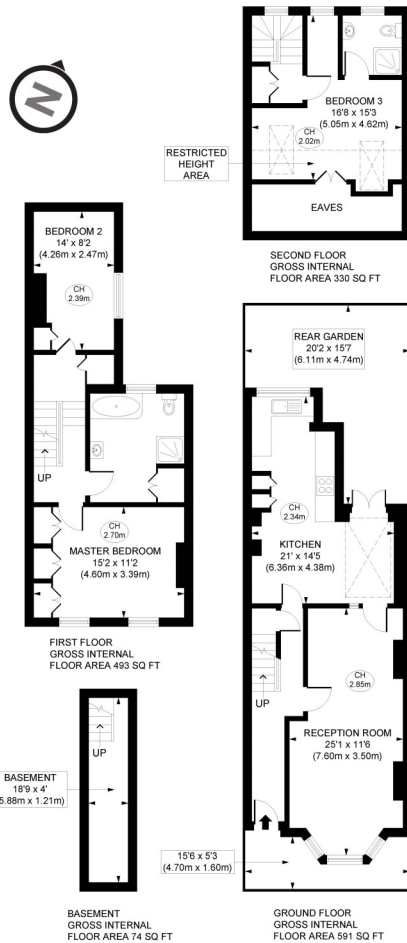 N
BEDROOM 3
16'8 x 15'3
(5.05m x 4.62m)
CH
2.02m
RESTRICTED
HEIGHT
AREA
EAVES
SECOND FLOOR
GROSS INTERNAL
FLOOR AREA 330 SQ FT
BEDROOM 2
14' x 8'2
(4.26m x 2.47m)
CH
2.39m
UP
CH
2.70m
MASTER BEDROOM
15'2 x 11'2
(4.60m x 3.39m)
FIRST FLOOR
GROSS INTERNAL
FLOOR AREA 493 SQ FT
REAR GARDEN
20'2 x 15'7
(6.11m x 4.74m)
CH
2.34m
KITCHEN
21' x 14'5
(6.36m x 4.38m)
UP
CH
2.85m
RECEPTION ROOM
25'1 x 11'6
(7.60m x 3.50m)
15'6 x 5'3
(4.70m x 1.60m)
GROUND FLOOR
GROSS INTERNAL
FLOOR AREA 591 SQ FT
UP
BASEMENT
18'9 x 4'
5.88m x 1.21m)
BASEMENT
GROSS INTERNAL
FLOOR AREA 74 SQ FT